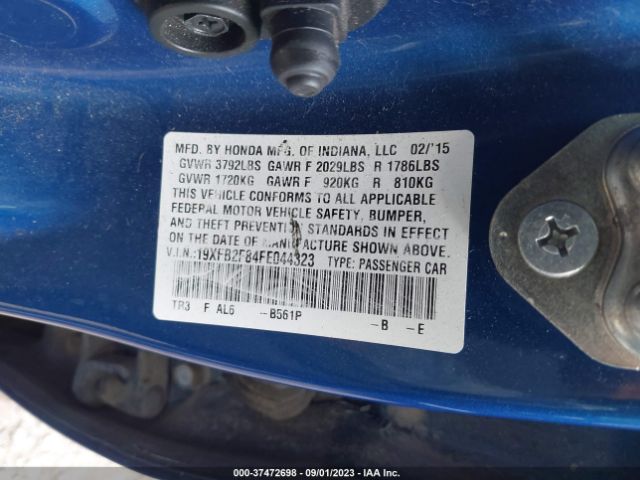 MFD. BY HONDA MFG. OF INDIANA, LLC 02/'15
GVWR 3792LBS GAWR F 2029LBS R 1786LBS
GVWR 1720KG GAWR F 920KG R 810KG
THIS VEHICLE CONFORMS TO ALL APPLICABLE
FEDERAL MOTOR VEHICLE SAFETY, BUMPER,
AND THEFT PREVENTION STANDARDS IN EFFECT
ON THE DATE OF MANUFACTURE SHOWN ABOVE.
V.I.N.:19XFB2F84FE044323 TYPE: PASSENGER CAR
TR3 F AL6 -B561P -B -E
000-37472698 - 09/01/2023 - IAA Inc.